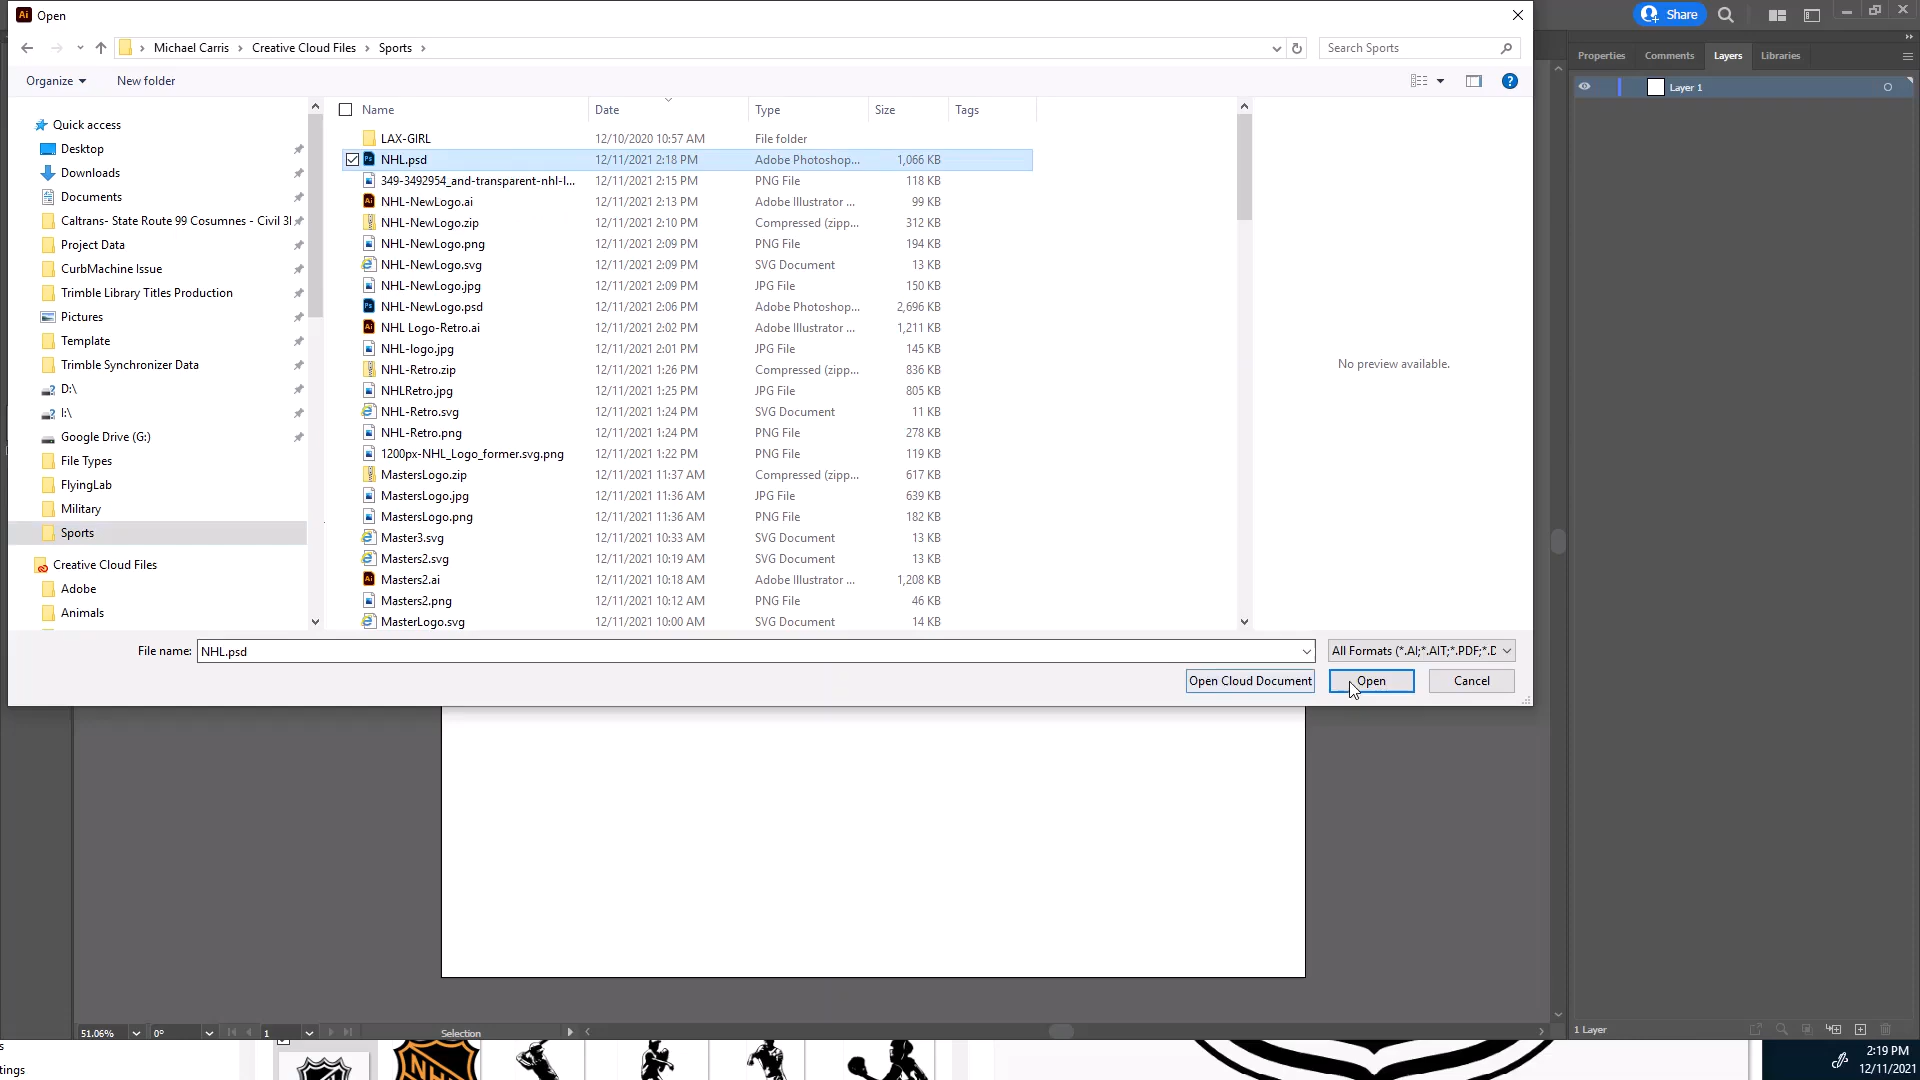 Ai Open
Share
Michael Carris > Creative Cloud Files > Sports >
Search Sports
Properties Comments Layers Libraries
Organize New folder
Layer 1
Name Date Type Size Tags
Quick access
Desktop
Downloads
Documents
Caltrans- State Route 99 Cosumnes - Civil 3
Project Data
CurbMachine Issue
Trimble Library Titles Production
Pictures
Template
Trimble Synchronizer Data
D:\
I:\
Google Drive (G:)
File Types
FlyingLab
Military
Sports
Creative Cloud Files
Adobe
Animals
LAX-GIRL 12/10/2020 10:57 AM File folder
NHL.psd 12/11/2021 2:18 PM Adobe Photoshop... 1,066 KB
349-3492954_and-transparent-nhl-l... 12/11/2021 2:15 PM PNG File 118 KB
NHL-NewLogo.ai 12/11/2021 2:13 PM Adobe Illustrator ... 99 KB
NHL-NewLogo.zip 12/11/2021 2:10 PM Compressed (zipp... 312 KB
NHL-NewLogo.png 12/11/2021 2:09 PM PNG File 194 KB
NHL-NewLogo.svg 12/11/2021 2:09 PM SVG Document 13 KB
NHL-NewLogo.jpg 12/11/2021 2:09 PM JPG File 150 KB
NHL-NewLogo.psd 12/11/2021 2:06 PM Adobe Photoshop... 2,696 KB
NHL Logo-Retro.ai 12/11/2021 2:02 PM Adobe Illustrator ... 1,211 KB
NHL-logo.jpg 12/11/2021 2:01 PM JPG File 145 KB
NHL-Retro.zip 12/11/2021 1:26 PM Compressed (zipp... 836 KB
NHLRetro.jpg 12/11/2021 1:25 PM JPG File 805 KB
NHL-Retro.svg 12/11/2021 1:24 PM SVG Document 11 KB
NHL-Retro.png 12/11/2021 1:24 PM PNG File 278 KB
1200px-NHL_Logo_former.svg.png 12/11/2021 1:22 PM PNG File 119 KB
MastersLogo.zip 12/11/2021 11:37 AM Compressed (zipp... 617 KB
MastersLogo.jpg 12/11/2021 11:36 AM JPG File 639 KB
MastersLogo.png 12/11/2021 11:36 AM PNG File 182 KB
Master3.svg 12/11/2021 10:33 AM SVG Document 13 KB
Masters2.svg 12/11/2021 10:19 AM SVG Document 13 KB
Masters2.ai 12/11/2021 10:18 AM Adobe Illustrator ... 1,208 KB
Masters2.png 12/11/2021 10:12 AM PNG File 46 KB
MasterLogo.svg 12/11/2021 10:00 AM SVG Document 14 KB
No preview available.
File name: NHL.psd All Formats (*.AI;*.AIT;*.PDF;*.D
Open Cloud Document Open Cancel
51.06% 0° 1 Selection
1 Layer
tings
NHL
2:19 PM
12/11/2021